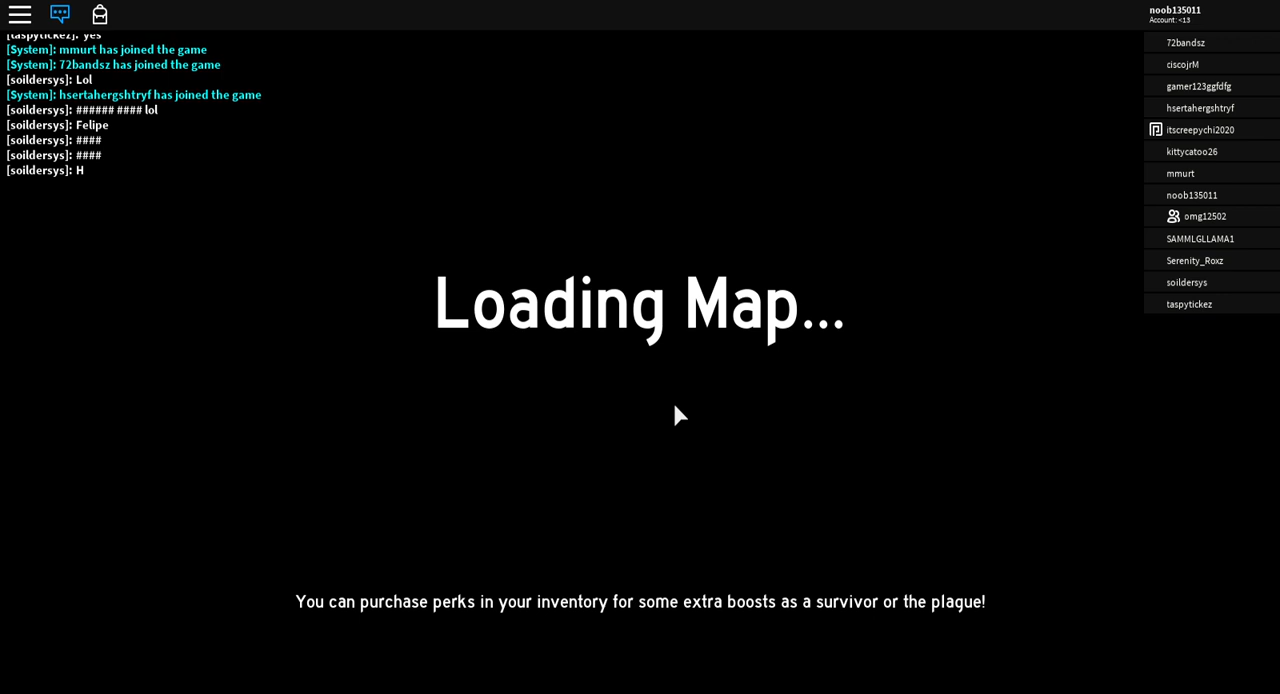 noob135011
Account: <13
[taspytickez]: yes
[System]: mmurt has joined the game
[System]: 72bandsz has joined the game
[soildersys]: Lol
[System]: hsertahergshtryf has joined the game
[soildersys]: ###### #### lol
[soildersys]: Felipe
[soildersys]: ####
[soildersys]: ####
[soildersys]: H
72bandsz
ciscojrM
gamer123ggfdfg
hsertahergshtryf
itscreepychi2020
kittycatoo26
mmurt
noob135011
omg12502
SAMMLGLLAMA1
Serenity_Roxz
soildersys
taspytickez
Loading Map...
You can purchase perks in your inventory for some extra boosts as a survivor or the plague!